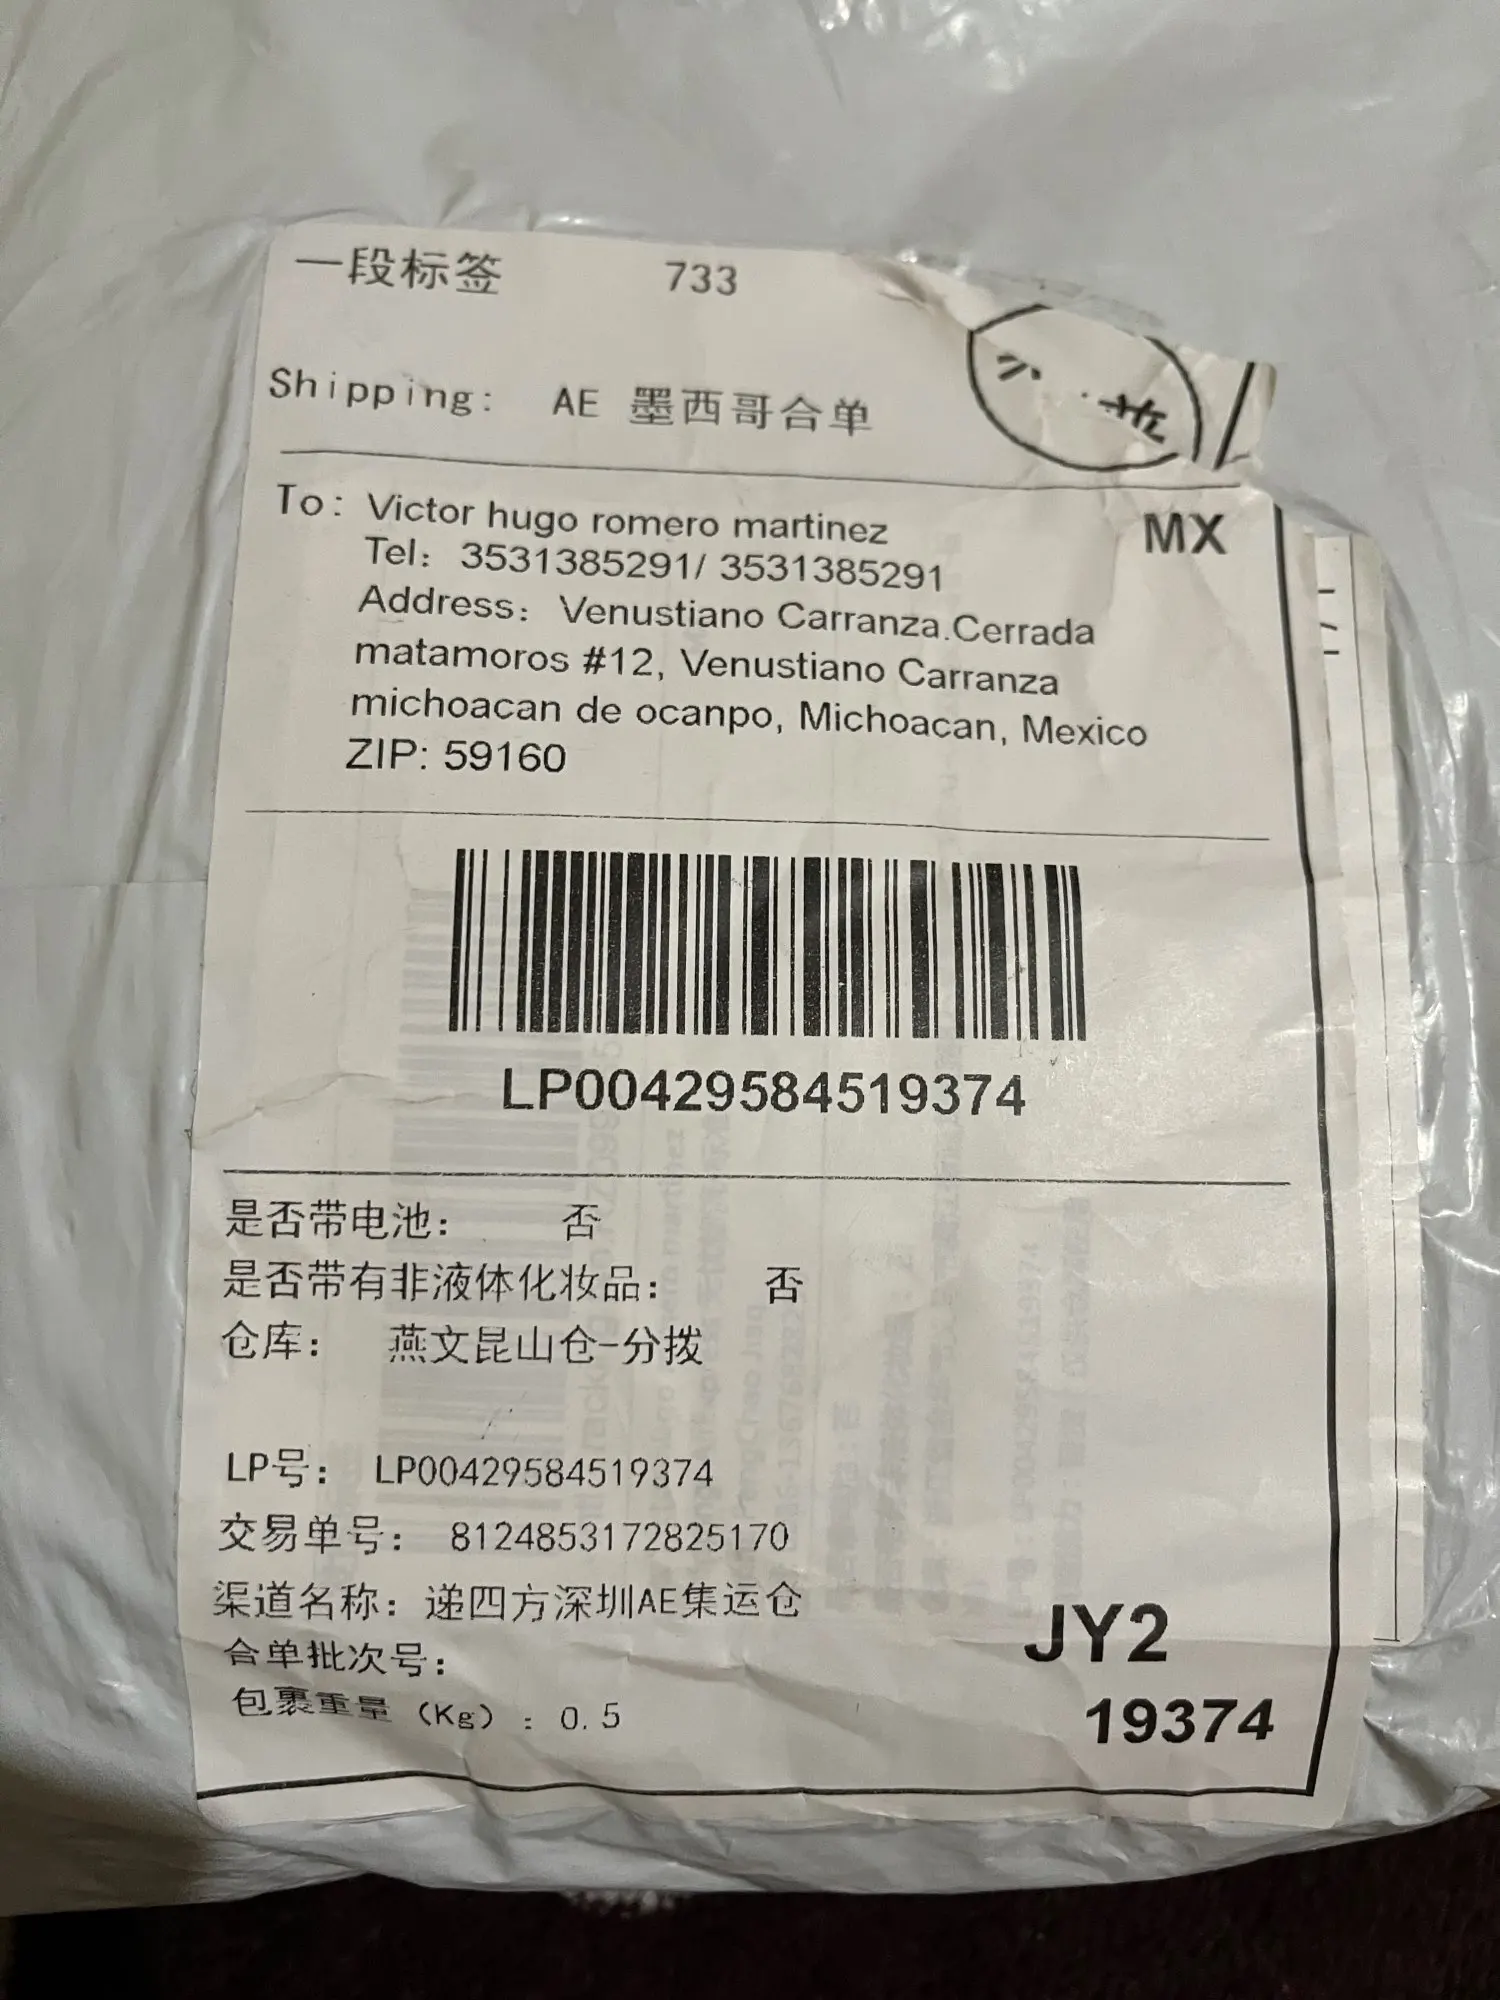 一段标签 733
Shipping: AE 墨西哥合单
To: Victor hugo romero martinez MX
Tel: 3531385291/ 3531385291
Address: Venustiano Carranza.Cerrada
matamoros #12, Venustiano Carranza
michoacan de ocanpo, Michoacan, Mexico
ZIP: 59160
LP00429584519374
是否带电池: 否
是否带有非液体化妆品: 否
仓库: 燕文昆山仓-分拨
LP号: LP00429584519374
交易单号: 8124853172825170
渠道名称: 递四方深圳AE集运仓
合单批次号:
包裹重量 (Kg) : 0.5
JY2
19374